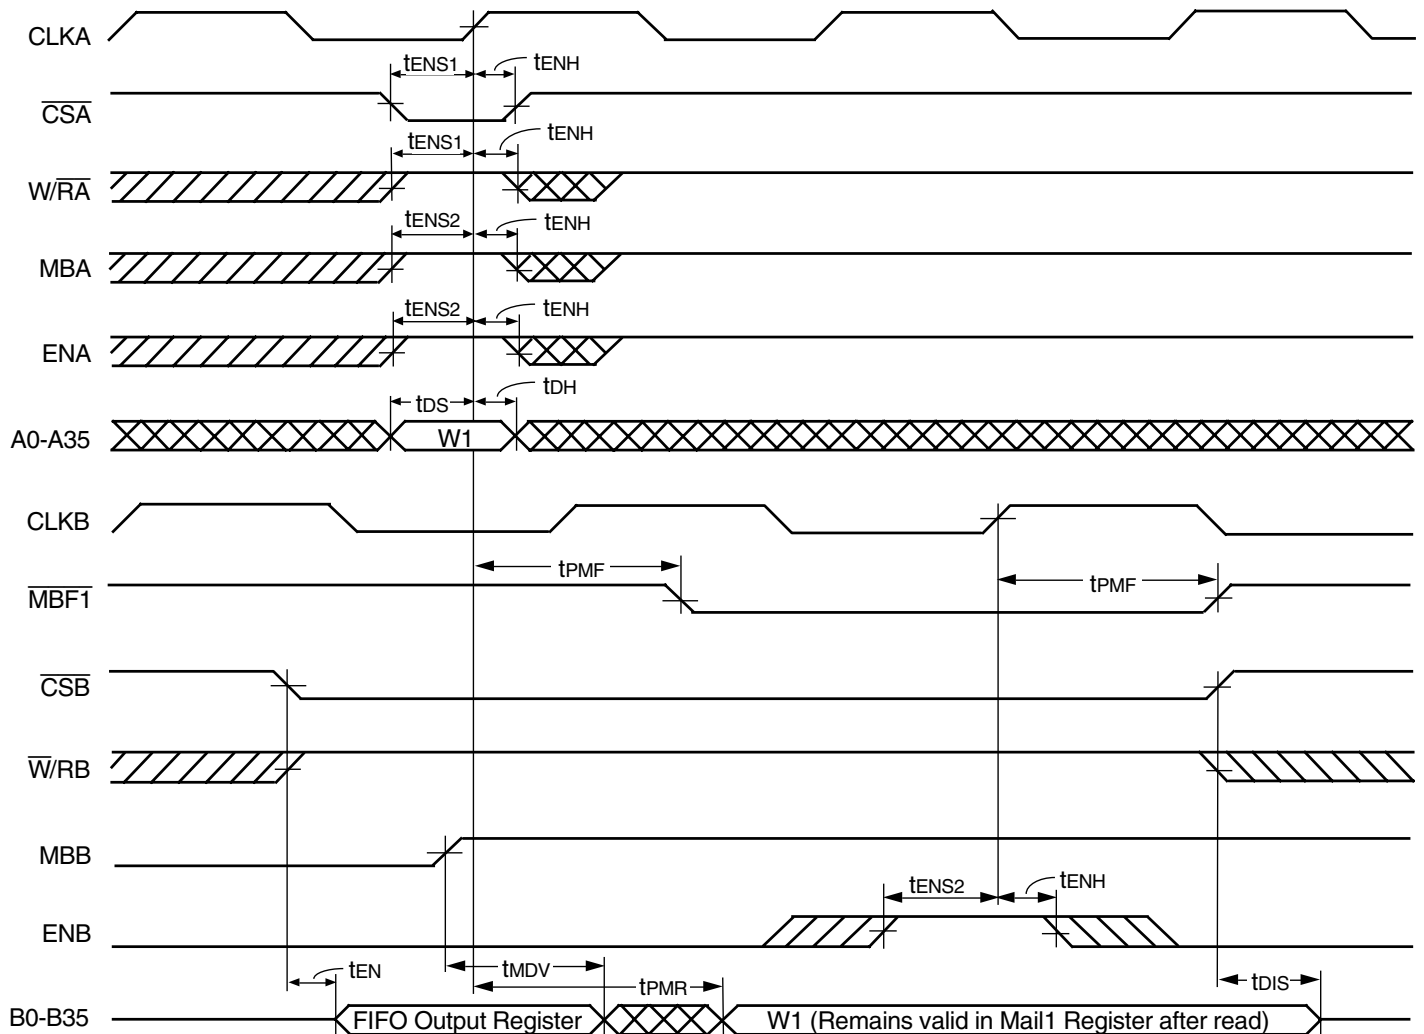 CLKA
tENS1 tENH
CSA
tENS1 tENH
W/RA
tENS2 tENH
MBA
tENS2 tENH
ENA
tDS tDH
A0-A35 W1
CLKB
tPMF tPMF
MBF1
CSB
W/RB
MBB
tENS2 tENH
ENB
tEN tMDV tPMR tDIS
B0-B35 FIFO Output Register W1 (Remains valid in Mail1 Register after read)